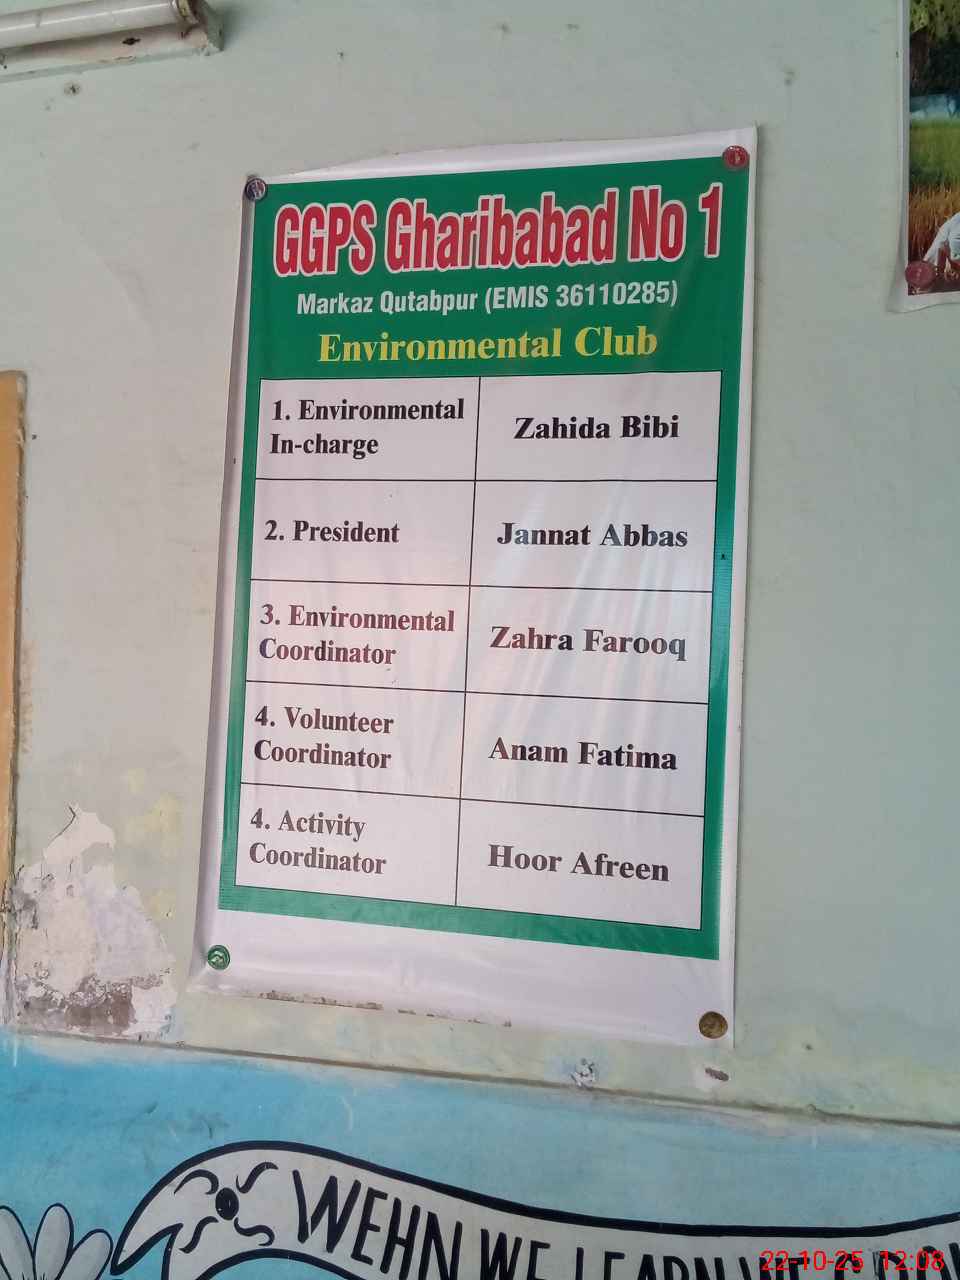 GGPS Gharibabad No 1
Markaz Qutabpur (EMIS 36110285)
Environmental Club
1. Environmental
In-charge
Zahida Bibi
2. President
Jannat Abbas
3. Environmental
Coordinator
Zahra Farooq
4. Volunteer
Coordinator
Anam Fatima
4. Activity
Coordinator
Hoor Afreen
WEHN WE LEARN
22-10-25 12:08